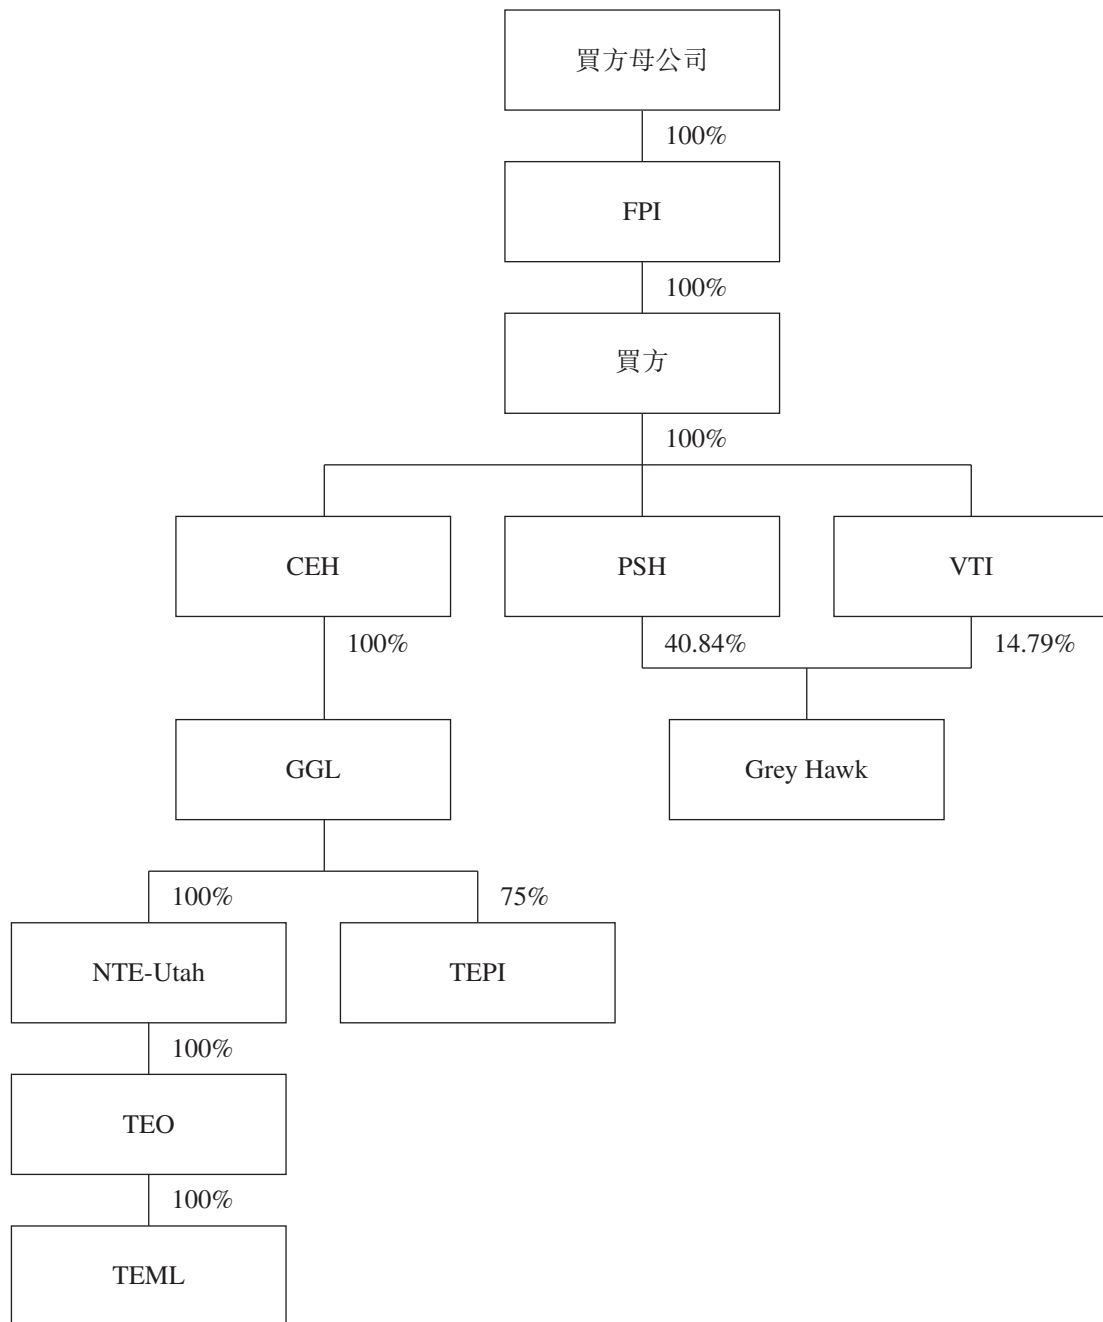 買方母公司
100%
FPI
100%
買方
100%
CEH
PSH
VTI
100%
40.84%
14.79%
GGL
Grey Hawk
100%
75%
NTE-Utah
TEPI
100%
TEO
100%
TEML